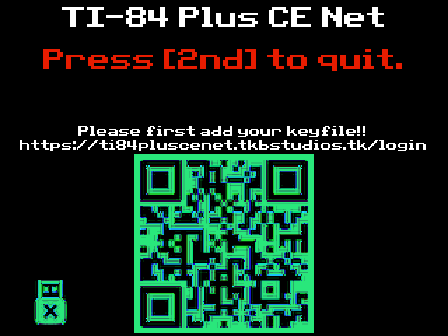 TI-84 Plus CE Net
Press [2nd] to quit.
Please first add your keyfile!!
https://ti84pluscenet.tkbstudios.tk/login